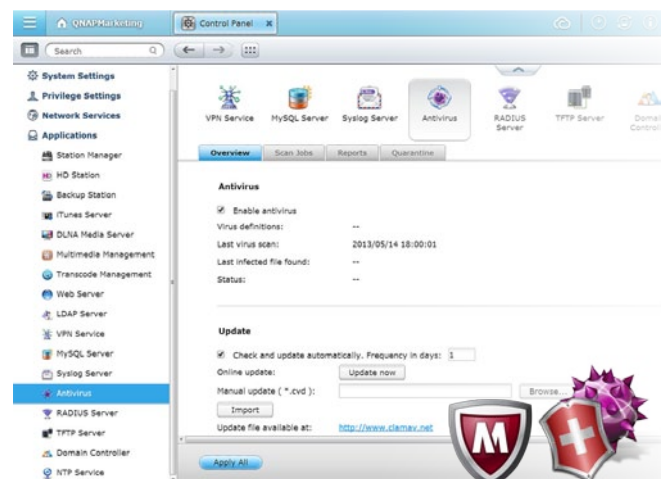 QNAPMarketing
Control Panel
Search
System Settings
Privilege Settings
Network Services
Applications
Station Manager
HD Station
Backup Station
iTunes Server
DLNA Media Server
Multimedia Management
Transcode Management
Web Server
LDAP Server
VPN Service
MySQL Server
Syslog Server
Antivirus
RADIUS Server
TFTP Server
Domain Controller
NTP Service
VPN Service
MySQL Server
Syslog Server
Antivirus
RADIUS
Server
TFTP Server
Domain
Control
Overview Scan Jobs Reports Quarantine
Antivirus
Enable antivirus
Virus definitions: --
Last virus scan: 2013/05/14 18:00:01
Last infected file found: --
Status: --
Update
Check and update automatically. Frequency in days: 1
Online update: Update now
Manual update ( *.cvd ): Browse...
Import
Update file available at: http://www.clamav.net
Apply All